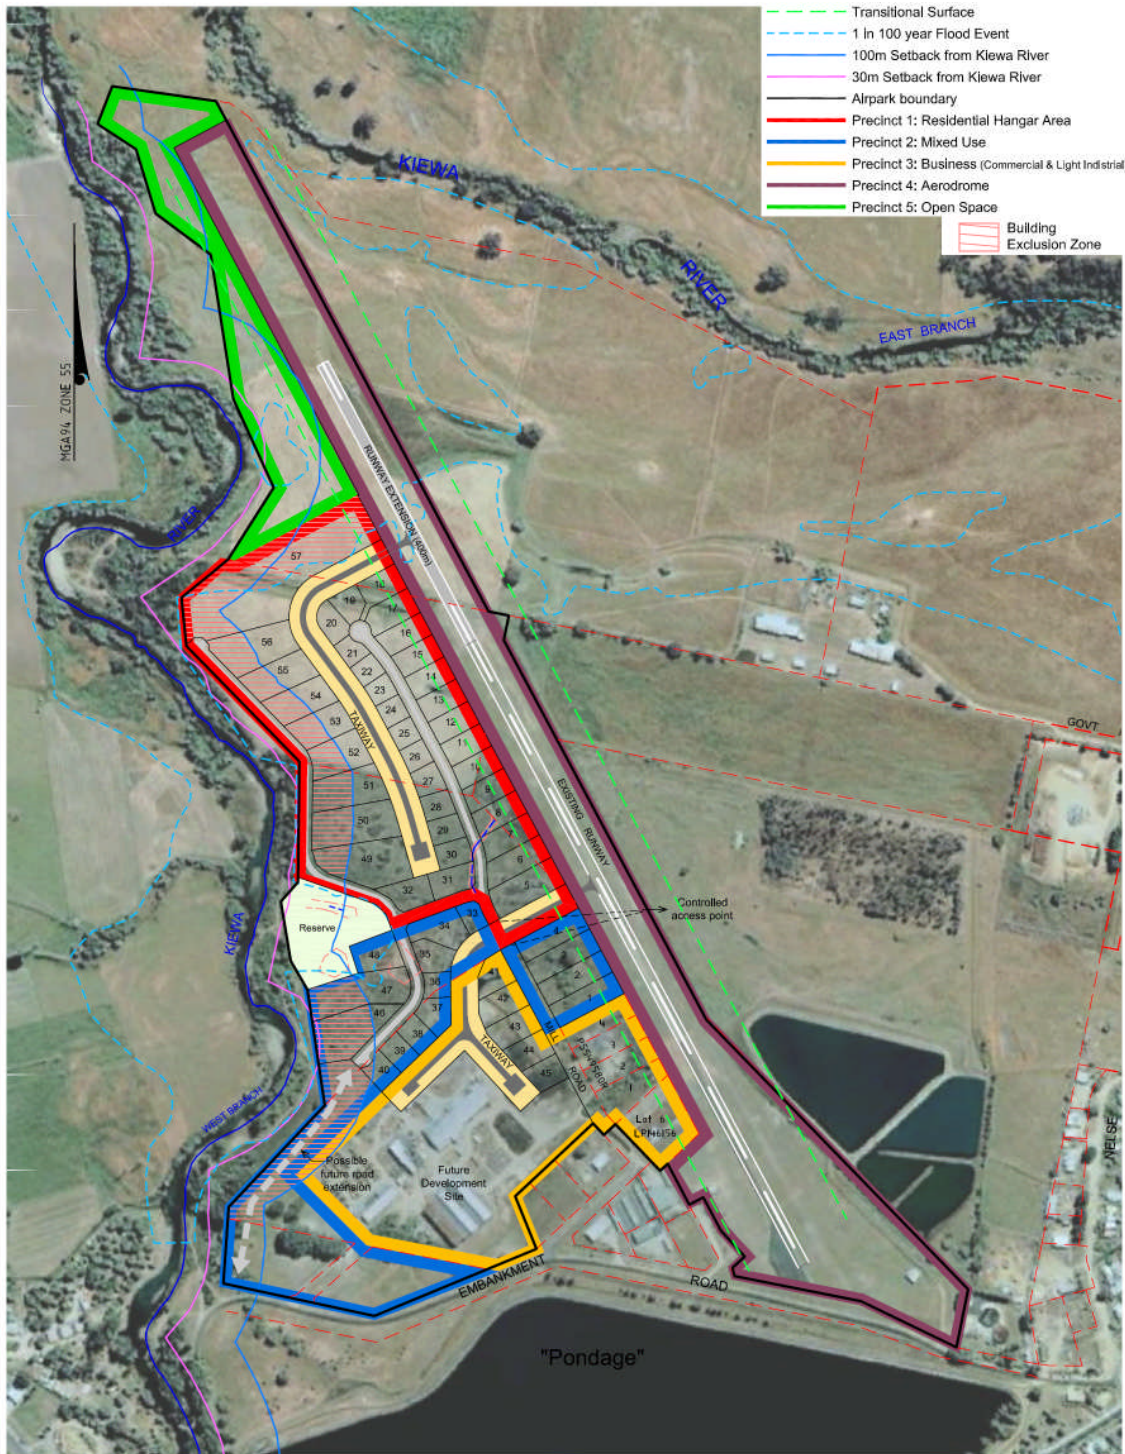 Transitional Surface
1 in 100 year Flood Event
100m Setback from Kiewa River
30m Setback from Kiewa River
Airpark boundary
Precinct 1: Residential Hangar Area
Precinct 2: Mixed Use
Precinct 3: Business (Commercial & Light Indistrial
Precinct 4: Aerodrome
Precinct 5: Open Space
Building
Exclusion Zone
KIEWA
RIVER
EAST BRANCH
MGA94 ZONE 55
RUNWAY EXTENSION (400m)
RIVER
57
18
19
17
20
16
56
21
15
55
22
14
54
23
13
53
24
12
TAXIWAY
25
11
52
26
10
51
27
9
28
8
50
29
7
49
30
6
31
5
32
EXISTING RUNWAY
GOVT
Controlled
access point
Reserve
33
34
4
48
35
3
47
36
41
2
42
1
46
37
43
4
38
44
3
39
45
2
40
1
MILL
ROAD
TAXIWAY
Lot 6
LP146156
KIEWA
WEST BRANCH
Possible
future road
extension
Future
Development
Site
NELSE
EMBANKMENT
ROAD
"Pondage"